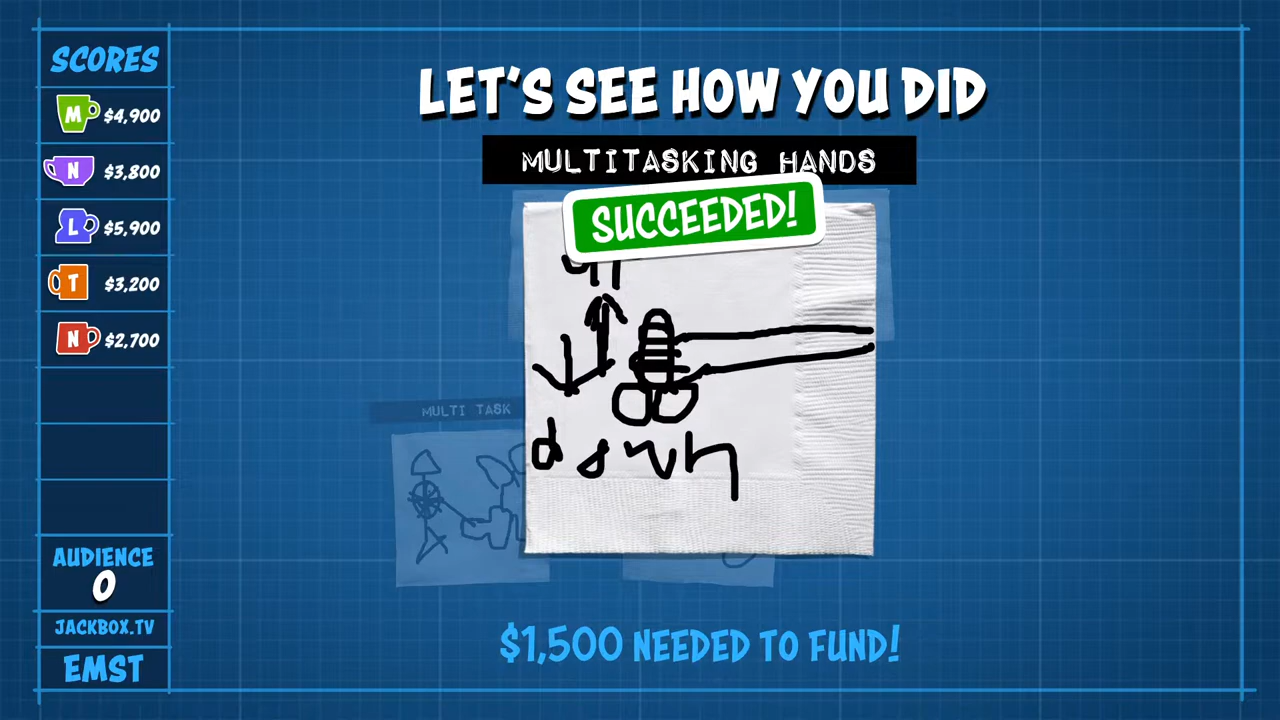 SCORES
M $4,900
N $3,800
L $5,900
T $3,200
N $2,700
AUDIENCE
0
JACKBOX.TV
EMST
LET'S SEE HOW YOU DID
MULTITASKING HANDS
SUCCEEDED!
down
MULTI TASK
$1,500 NEEDED TO FUND!